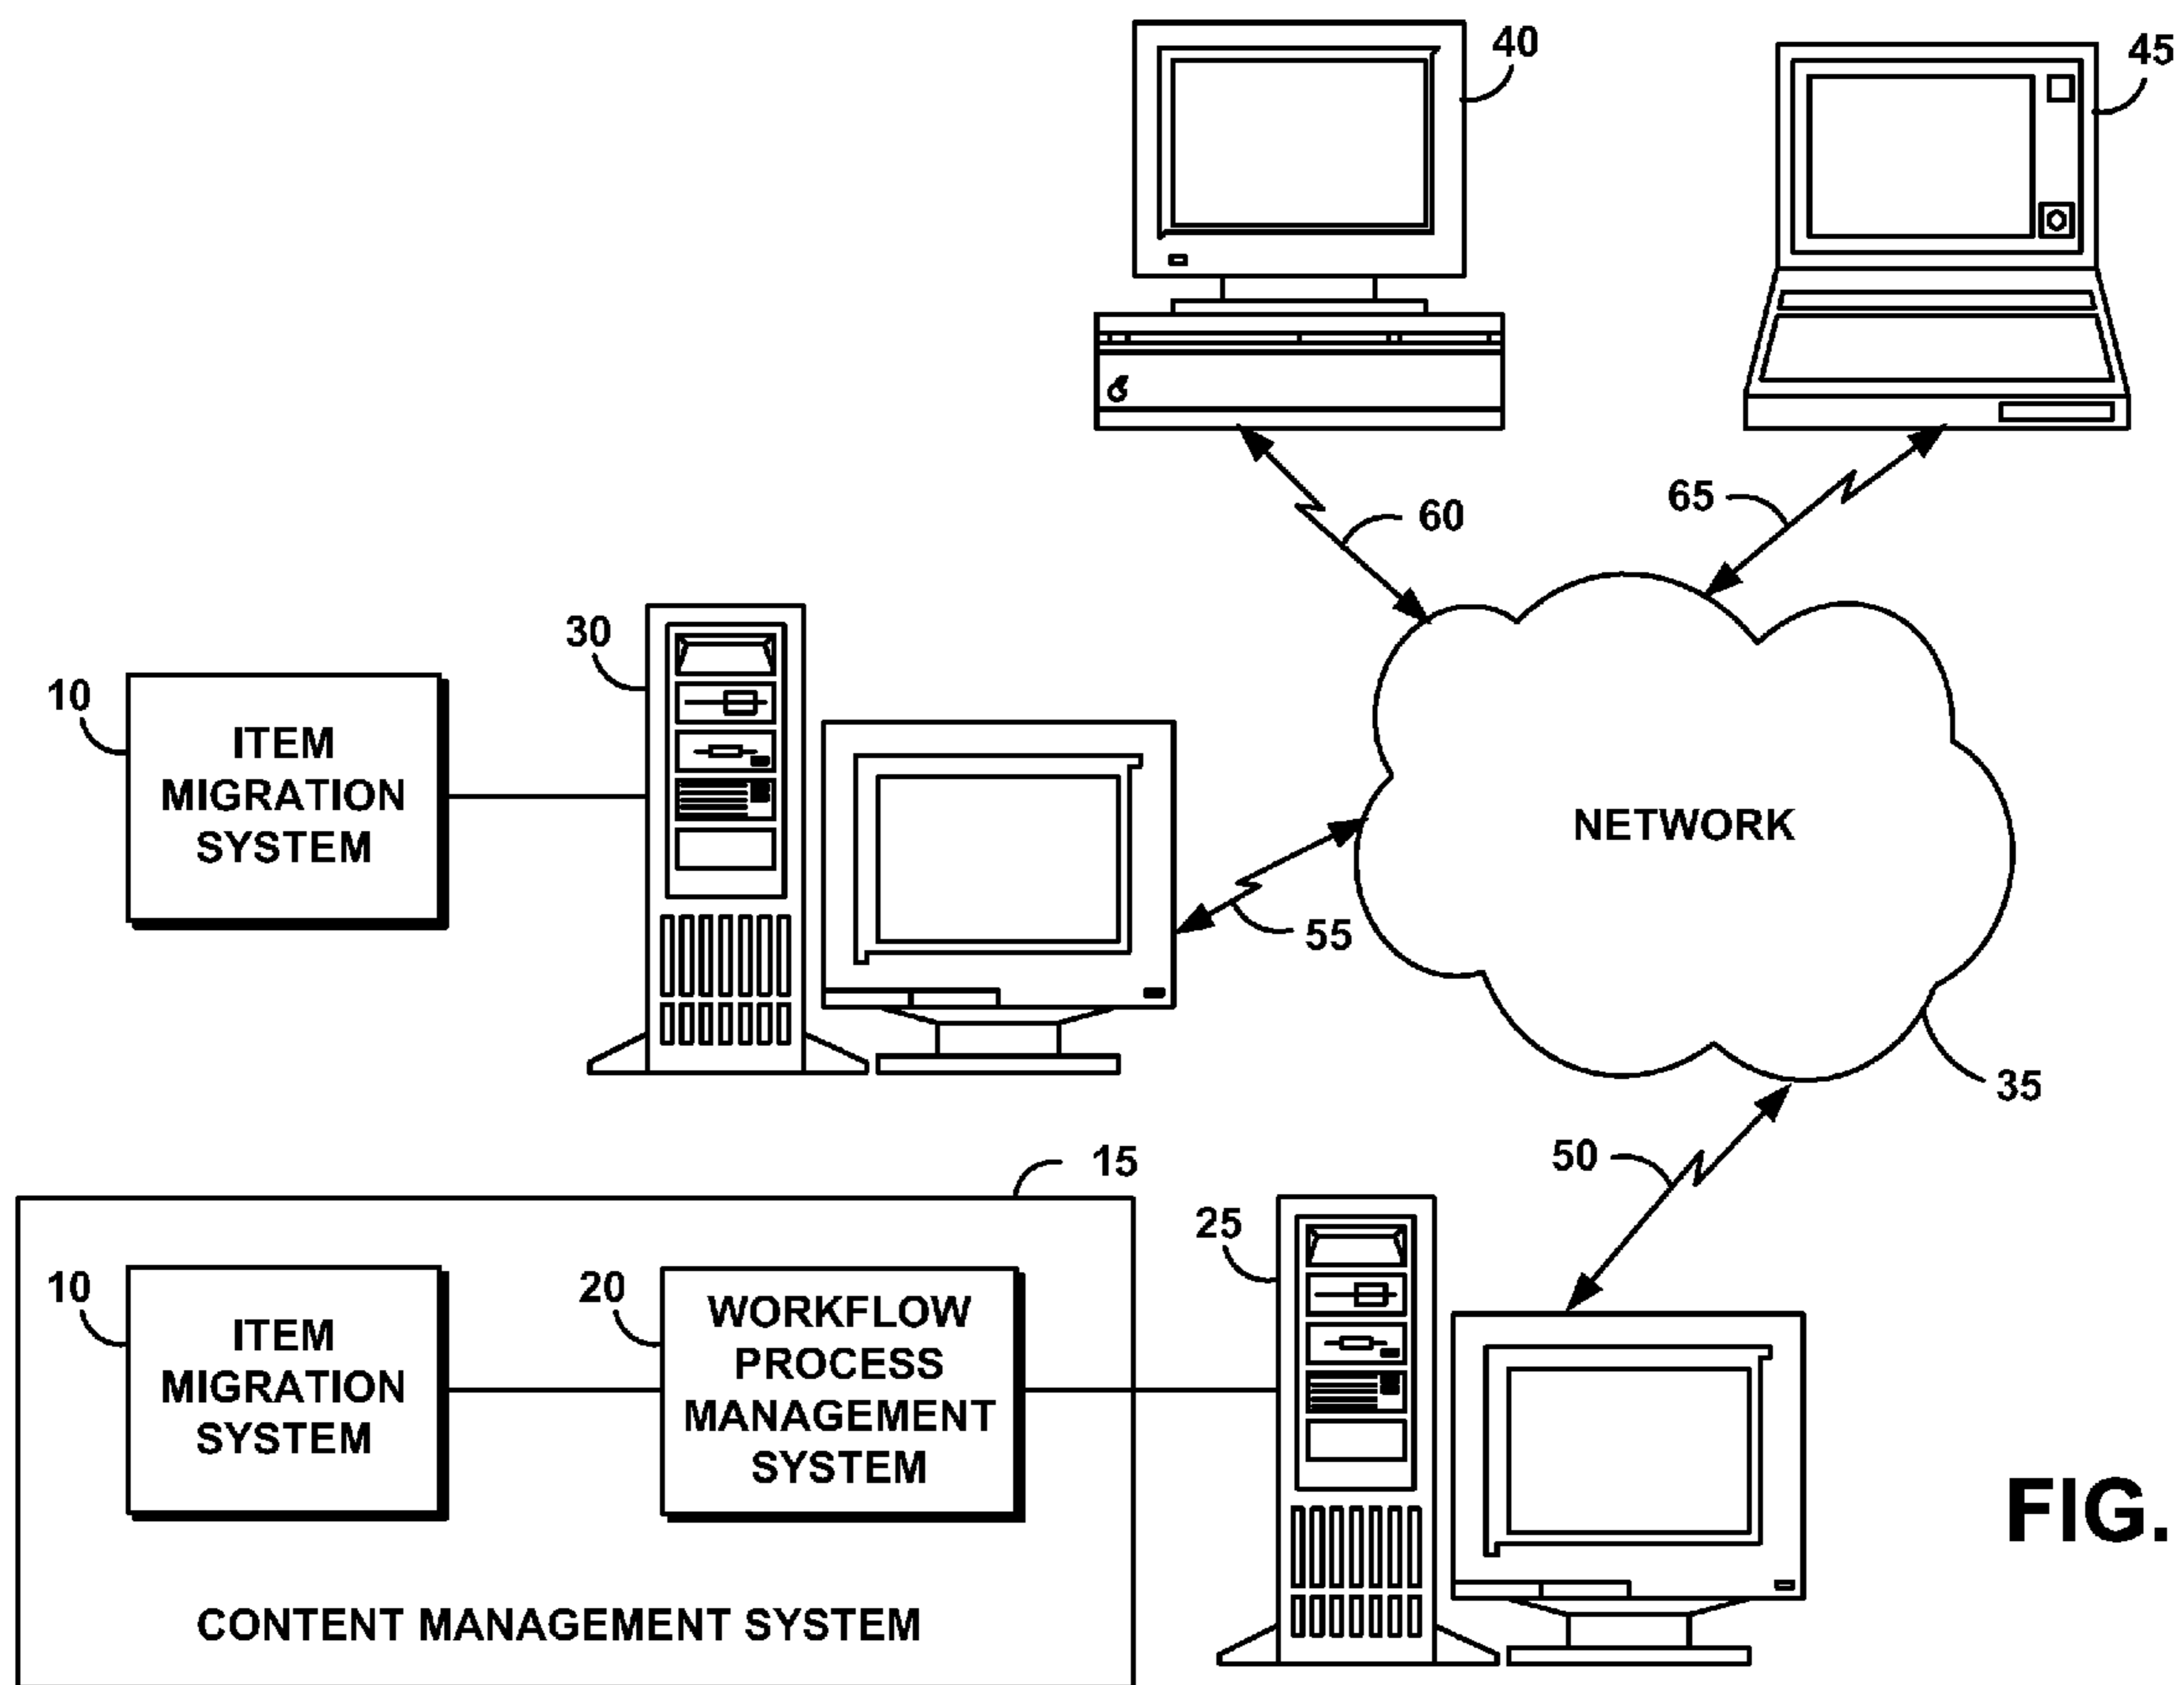 40
45
60
65
30
10
ITEM
MIGRATION
SYSTEM
NETWORK
55
35
50
15
25
10
ITEM
MIGRATION
SYSTEM
20
WORKFLOW
PROCESS
MANAGEMENT
SYSTEM
CONTENT MANAGEMENT SYSTEM
FIG.